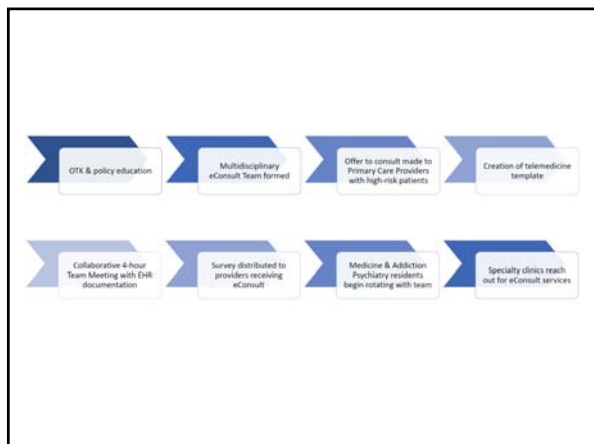 OTK & policy education
Multidisciplinary
eConsult Team formed
Offer to consult made to
Primary Care Providers
with high-risk patients
Creation of telemedicine
template
Collaborative 4-hour
Team Meeting with EHR
documentation
Survey distributed to
providers receiving
eConsult
Medicine & Addiction
Psychiatry residents
begin rotating with team
Specialty clinics reach
out for eConsult services